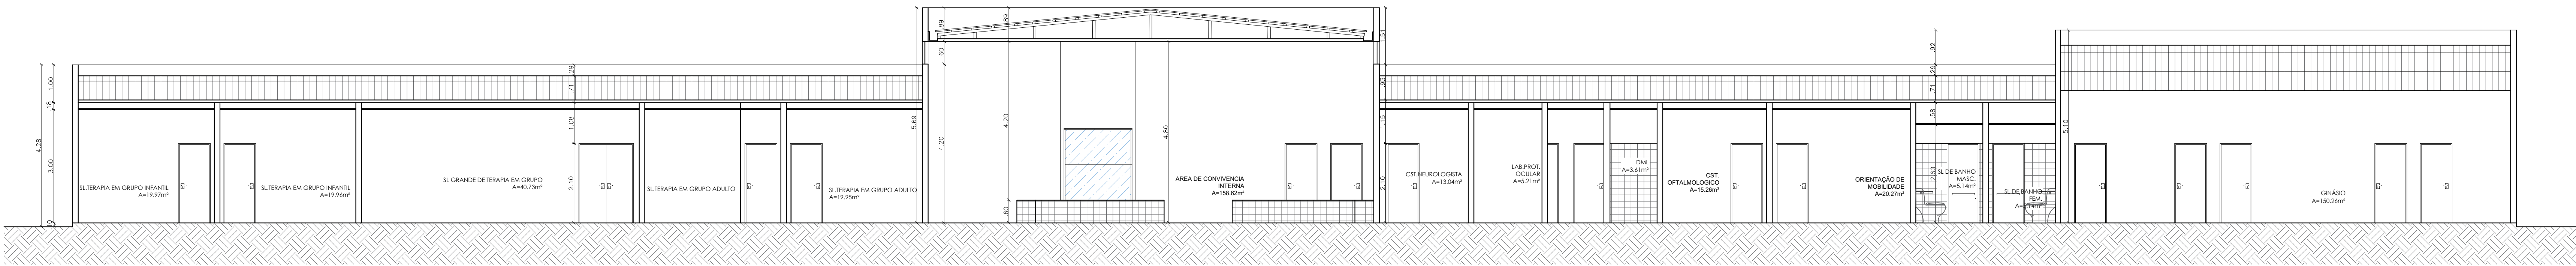 4.28
1.00
.18
3.00
.10
SL.TERAPIA EM GRUPO INFANTIL
A=19.97m²
SL.TERAPIA EM GRUPO INFANTIL
A=19.96m²
SL GRANDE DE TERAPIA EM GRUPO
A=40.73m²
.29
.71
1.08
2.10
SL.TERAPIA EM GRUPO ADULTO
SL.TERAPIA EM GRUPO ADULTO
A=19.95m²
5.69
.89
.60
4.20
.89
4.20
.60
4.80
AREA DE CONVIVENCIA
INTERNA
A=158.62m²
1.51
1.15
2.10
CST.NEUROLOGISTA
A=13.04m²
LAB.PROT.
OCULAR
A=5.21m²
DML
A=3.61m²
CST.
OFTALMOLOGICO
A=15.26m²
ORIENTAÇÃO DE
MOBILIDADE
A=20.27m²
.92
.29
.71
.58
2.60
SL DE BANHO
MASC.
A=5.14m²
SL DE BANHO
FEM.
5.10
GINÁSIO
A=150.26m²